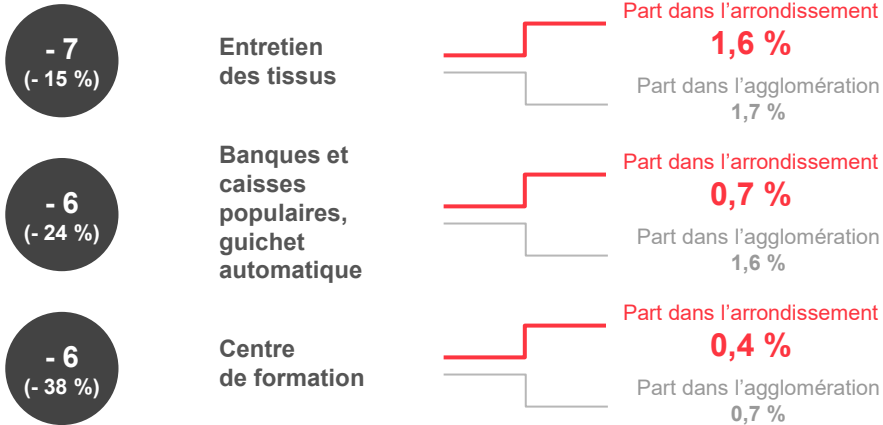 - 7
(- 15 %)
Entretien
des tissus
Part dans l'arrondissement
1,6 %
Part dans l'agglomération
1,7 %
- 6
(- 24 %)
Banques et
caisses
populaires,
guichet
automatique
Part dans l'arrondissement
0,7 %
Part dans l'agglomération
1,6 %
- 6
(- 38 %)
Centre
de formation
Part dans l'arrondissement
0,4 %
Part dans l'agglomération
0,7 %